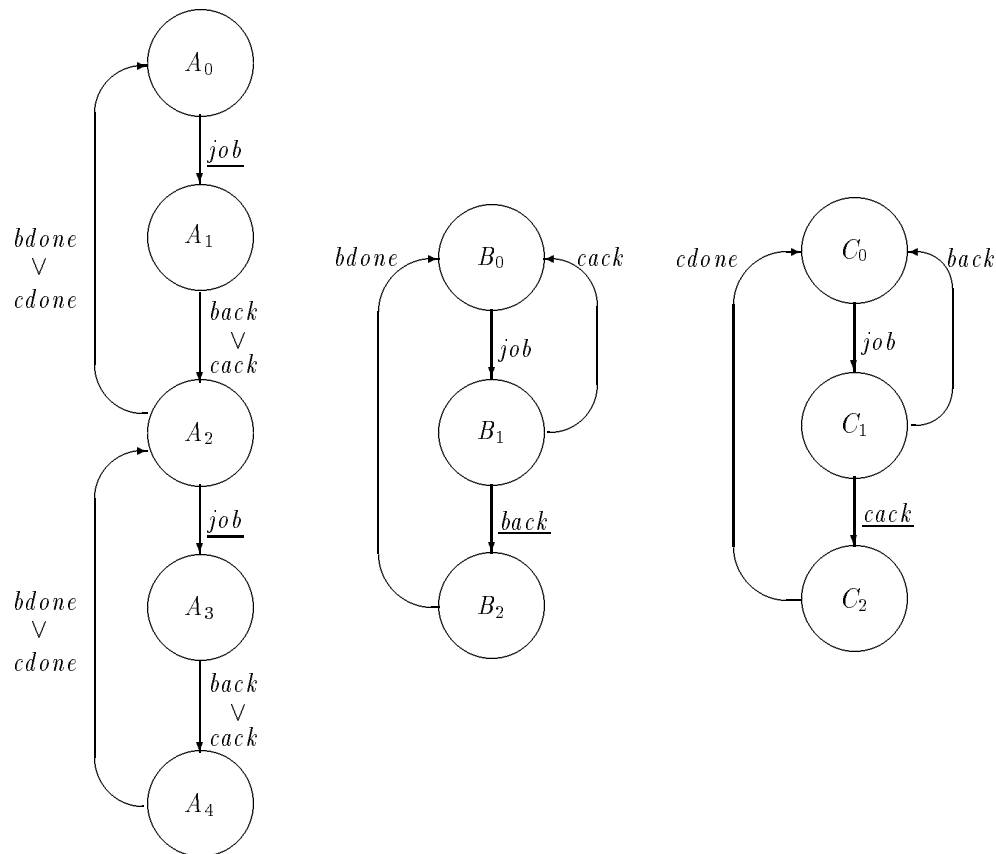 A₀
job
A₁
bdone
∨
cdone
back
∨
cack
A₂
job
A₃
bdone
∨
cdone
back
∨
cack
A₄
bdone
B₀
cack
job
B₁
back
B₂
cdone
C₀
back
job
C₁
cack
C₂